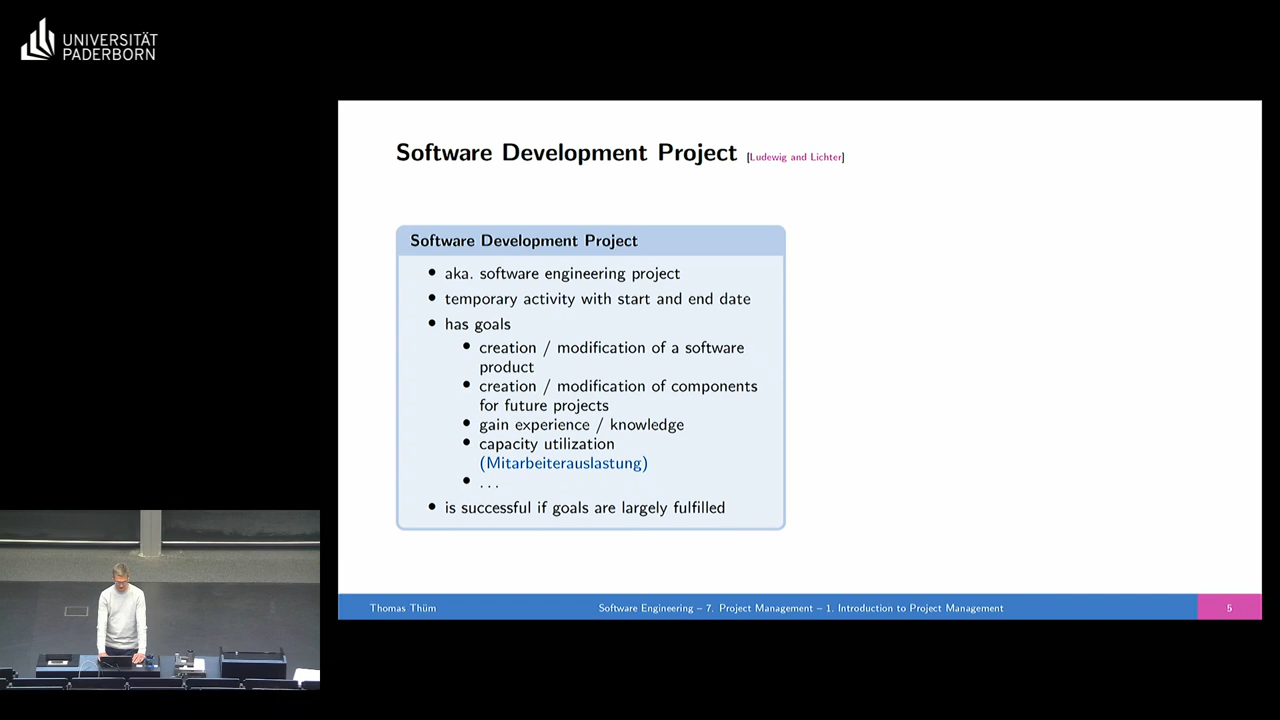 UNIVERSITÄT
PADERBORN
Software Development Project [Ludewig and Lichter]
Software Development Project
• aka. software engineering project
• temporary activity with start and end date
• has goals
• creation / modification of a software
product
• creation / modification of components
for future projects
• gain experience / knowledge
• capacity utilization
(Mitarbeiterauslastung)
• . . .
• is successful if goals are largely fulfilled
Thomas Thüm
Software Engineering – 7. Project Management – 1. Introduction to Project Management
5